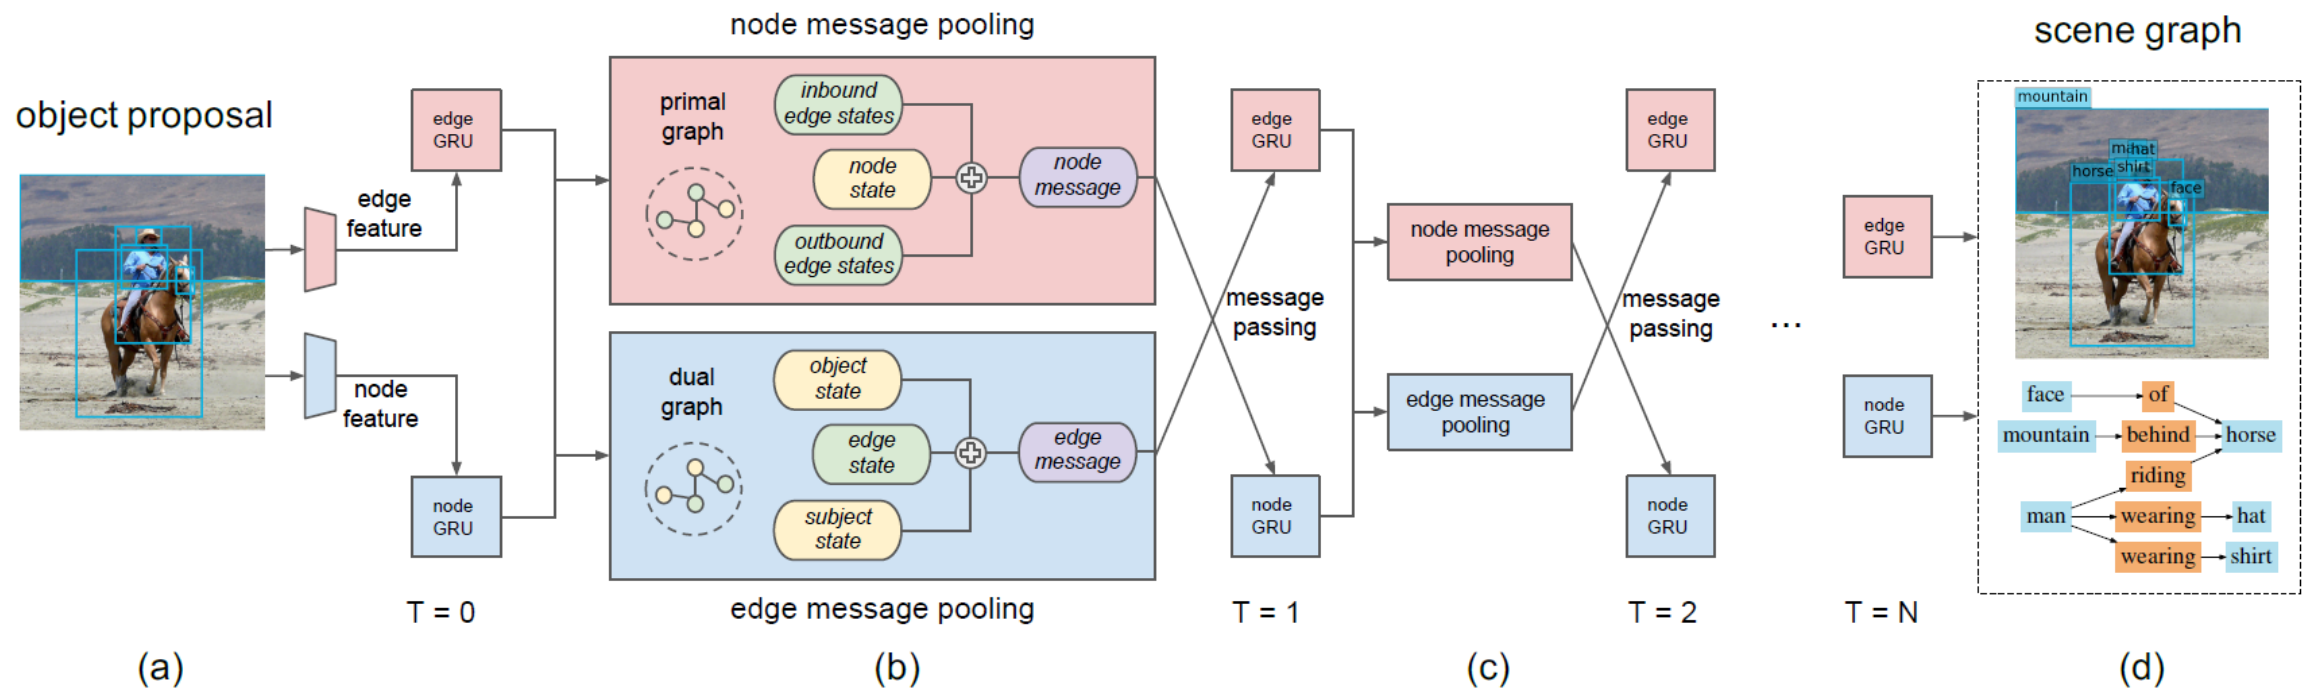 object proposal
edge
feature
node
feature
edge
GRU
node
GRU
T = 0
(a)
node message pooling
primal
graph
inbound
edge states
node
state
outbound
edge states
node
message
dual
graph
object
state
edge
state
subject
state
edge
message
edge message pooling
(b)
message
passing
edge
GRU
node
GRU
T = 1
node message
pooling
edge message
pooling
(c)
message
passing
edge
GRU
node
GRU
T = 2
...
edge
GRU
node
GRU
T = N
scene graph
mountain
hat
shirt
horse
face
face of
mountain behind horse
riding
man wearing hat
wearing shirt
(d)